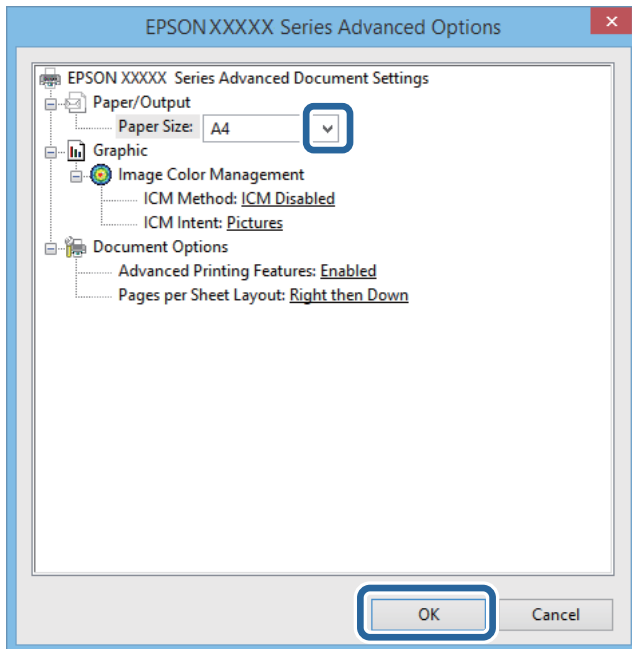 EPSON XXXXX Series Advanced Options
EPSON XXXXX Series Advanced Document Settings
Paper/Output
Paper Size: A4
Graphic
Image Color Management
ICM Method: ICM Disabled
ICM Intent: Pictures
Document Options
Advanced Printing Features: Enabled
Pages per Sheet Layout: Right then Down
OK Cancel